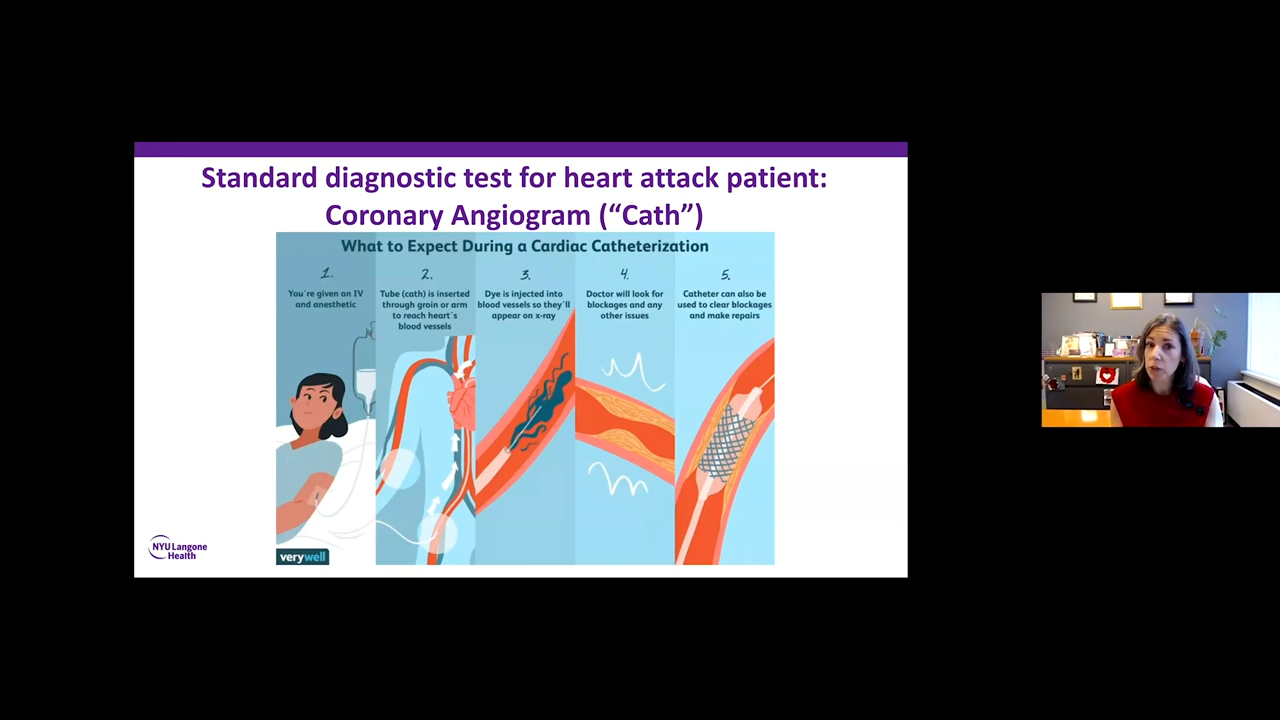 Standard diagnostic test for heart attack patient:
Coronary Angiogram (“Cath”)
What to Expect During a Cardiac Catheterization
1.
You're given an IV
and anesthetic
2.
Tube (cath) is inserted
through groin or arm
to reach heart's
blood vessels
3.
Dye is injected into
blood vessels so they'll
appear on x-ray
4.
Doctor will look for
blockages and any
other issues
5.
Catheter can also be
used to clear blockages
and make repairs
NYU Langone
Health
verywell